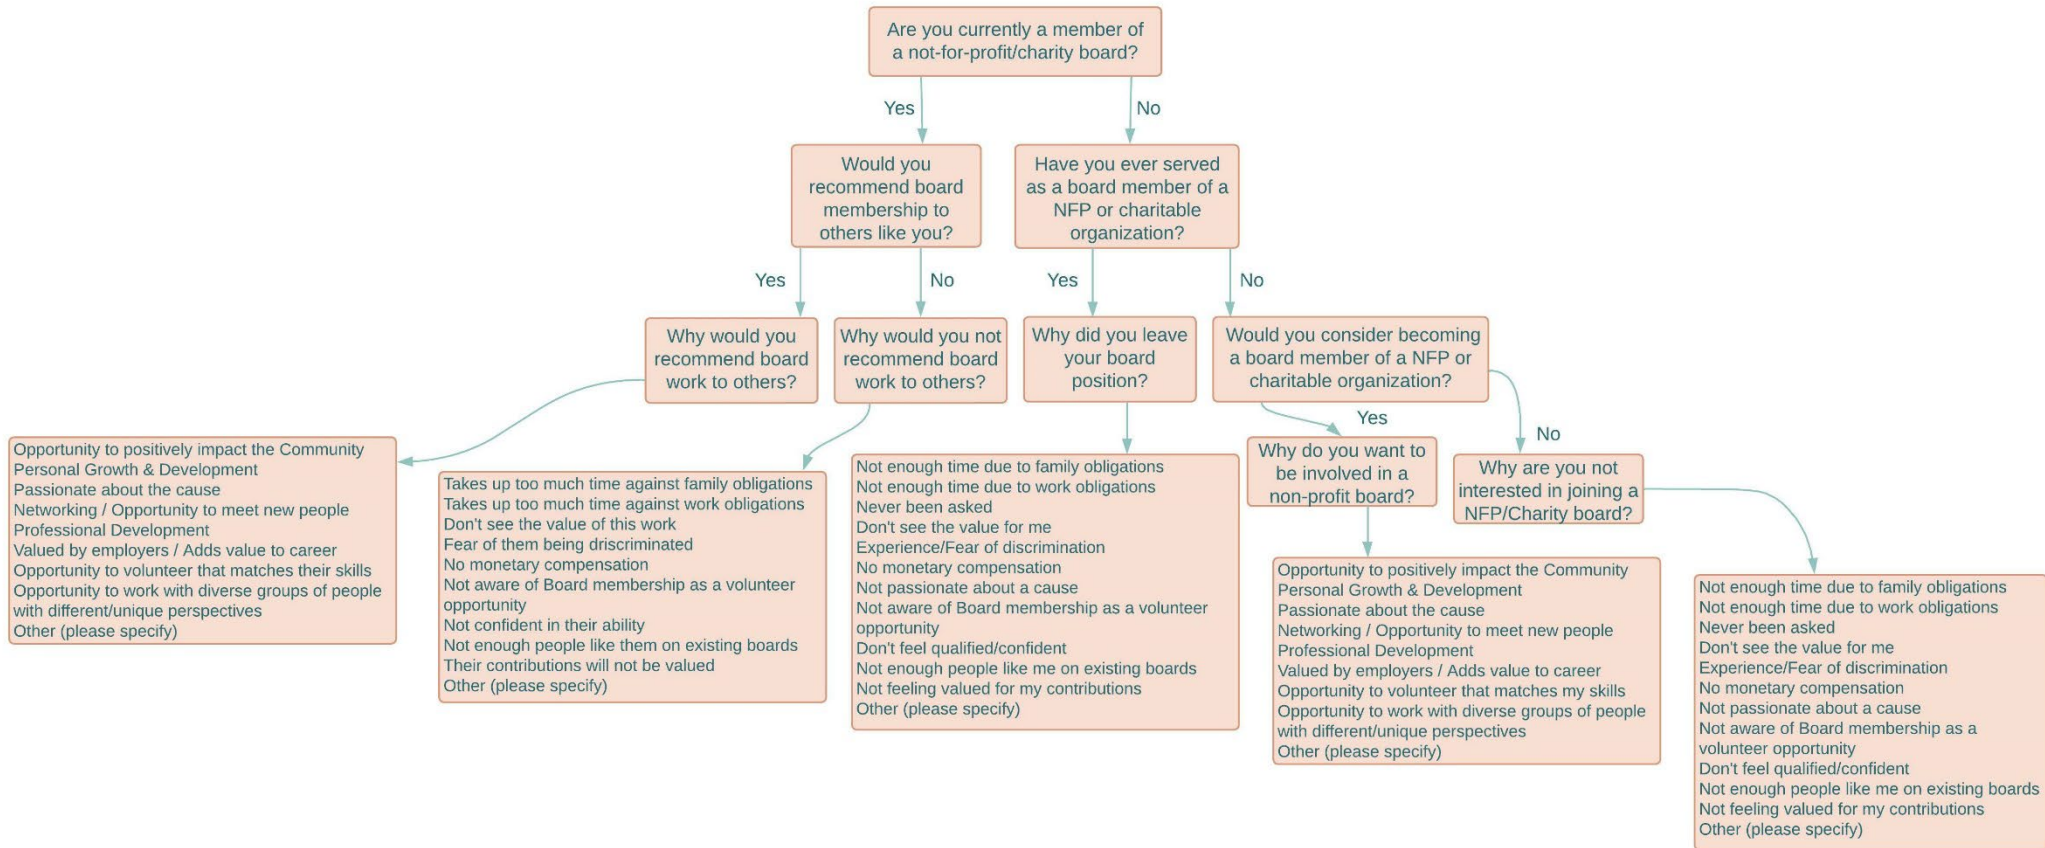 Are you currently a member of
a not-for-profit/charity board?
Yes
No
Would you
recommend board
membership to
others like you?
Have you ever served
as a board member of a
NFP or charitable
organization?
Yes
No
Yes
No
Why would you
recommend board
work to others?
Why would you not
recommend board
work to others?
Why did you leave
your board
position?
Would you consider becoming
a board member of a NFP or
charitable organization?
Yes
No
Opportunity to positively impact the Community
Personal Growth & Development
Passionate about the cause
Networking / Opportunity to meet new people
Professional Development
Valued by employers / Adds value to career
Opportunity to volunteer that matches their skills
Opportunity to work with diverse groups of people
with different/unique perspectives
Other (please specify)
Takes up too much time against family obligations
Takes up too much time against work obligations
Don't see the value of this work
Fear of them being driscriminated
No monetary compensation
Not aware of Board membership as a volunteer
opportunity
Not confident in their ability
Not enough people like them on existing boards
Their contributions will not be valued
Other (please specify)
Not enough time due to family obligations
Not enough time due to work obligations
Never been asked
Don't see the value for me
Experience/Fear of discrimination
No monetary compensation
Not passionate about a cause
Not aware of Board membership as a volunteer
opportunity
Don't feel qualified/confident
Not enough people like me on existing boards
Not feeling valued for my contributions
Other (please specify)
Why do you want to
be involved in a
non-profit board?
Why are you not
interested in joining a
NFP/Charity board?
Opportunity to positively impact the Community
Personal Growth & Development
Passionate about the cause
Networking / Opportunity to meet new people
Professional Development
Valued by employers / Adds value to career
Opportunity to volunteer that matches my skills
Opportunity to work with diverse groups of people
with different/unique perspectives
Other (please specify)
Not enough time due to family obligations
Not enough time due to work obligations
Never been asked
Don't see the value for me
Experience/Fear of discrimination
No monetary compensation
Not passionate about a cause
Not aware of Board membership as a
volunteer opportunity
Don't feel qualified/confident
Not enough people like me on existing boards
Not feeling valued for my contributions
Other (please specify)